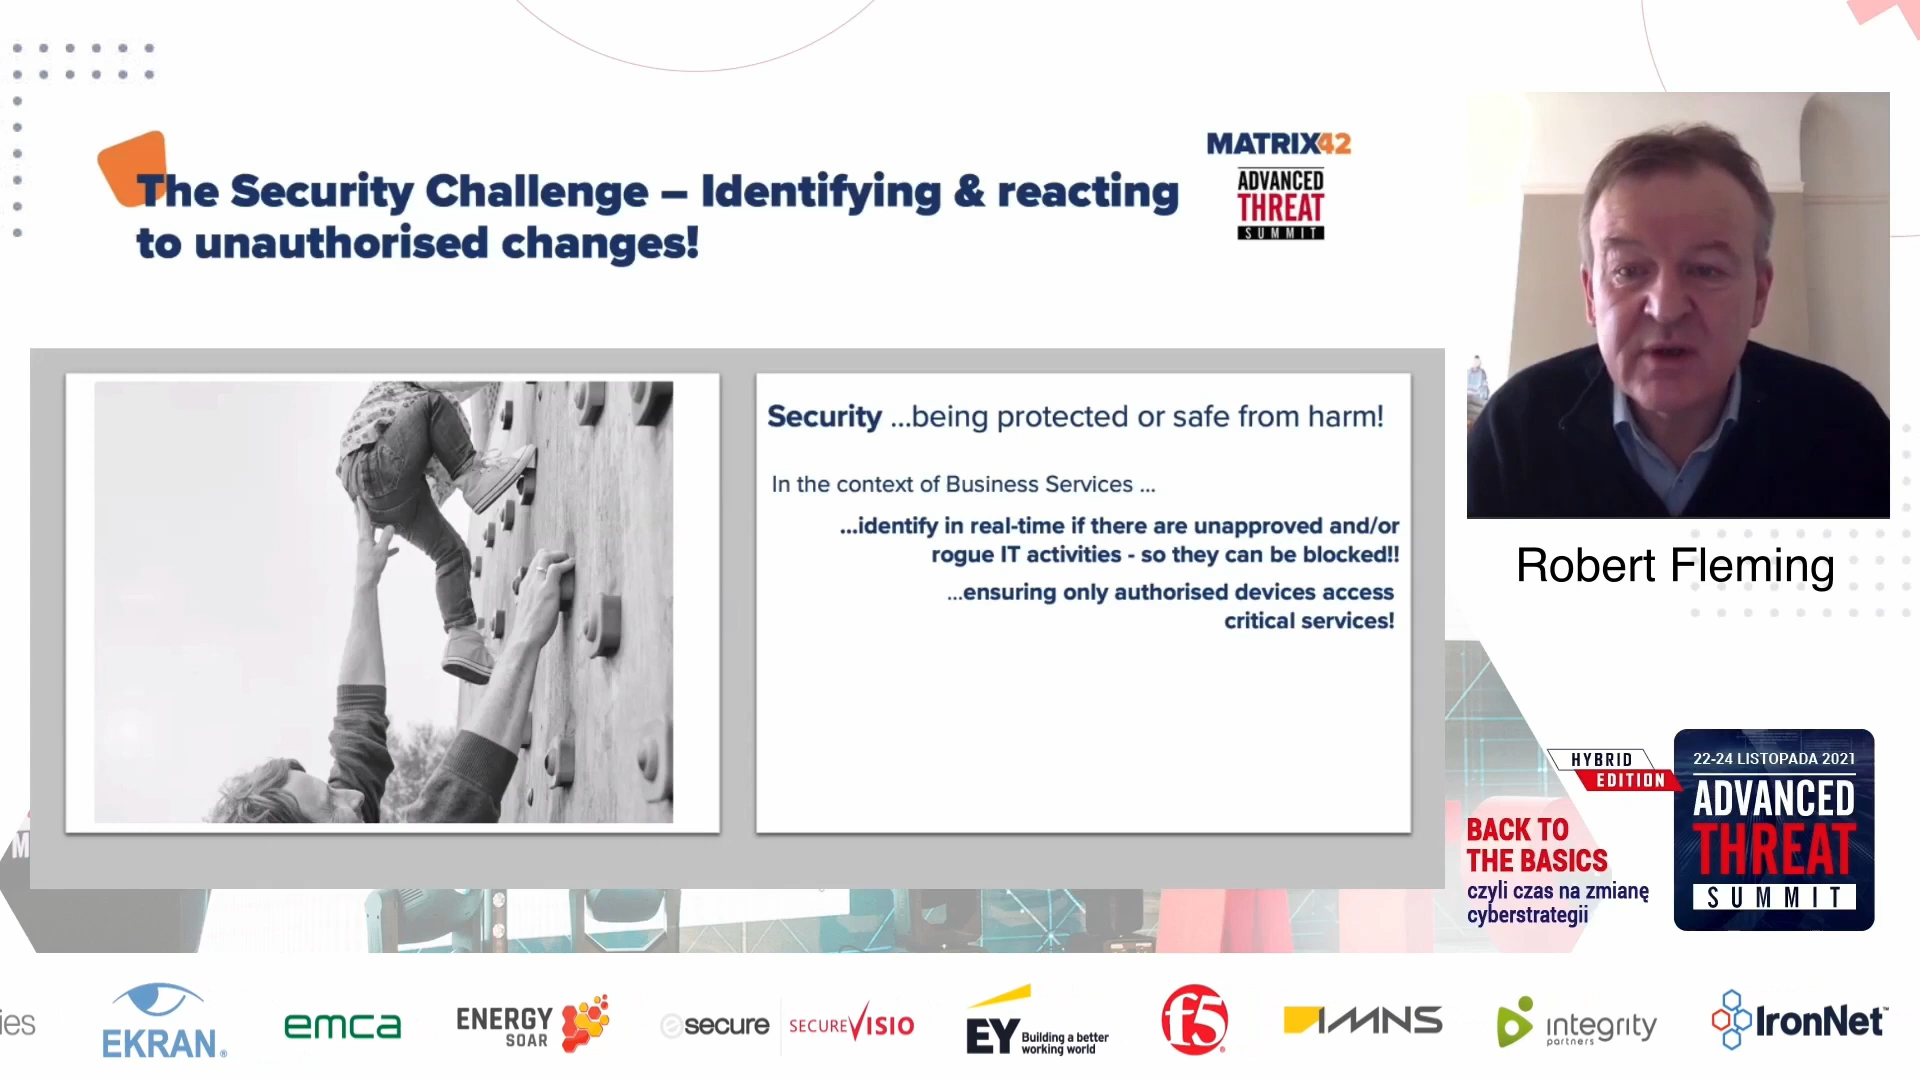 The Security Challenge – Identifying & reacting
to unauthorised changes!
MATRIX42
ADVANCED
THREAT
SUMMIT
Security ...being protected or safe from harm!
In the context of Business Services ...
...identify in real-time if there are unapproved and/or
rogue IT activities - so they can be blocked!!
...ensuring only authorised devices access
critical services!
Robert Fleming
HYBRID
EDITION
22-24 LISTOPADA 2021
ADVANCED
THREAT
SUMMIT
BACK TO
THE BASICS
czyli czas na zmianę
cyberstrategii
M
ies
EKRAN®
emca
ENERGY
SOAR
esecure
SECUREVISIO
EY
Building a better
working world
f5
IMNS
integrity
partners
IronNet™